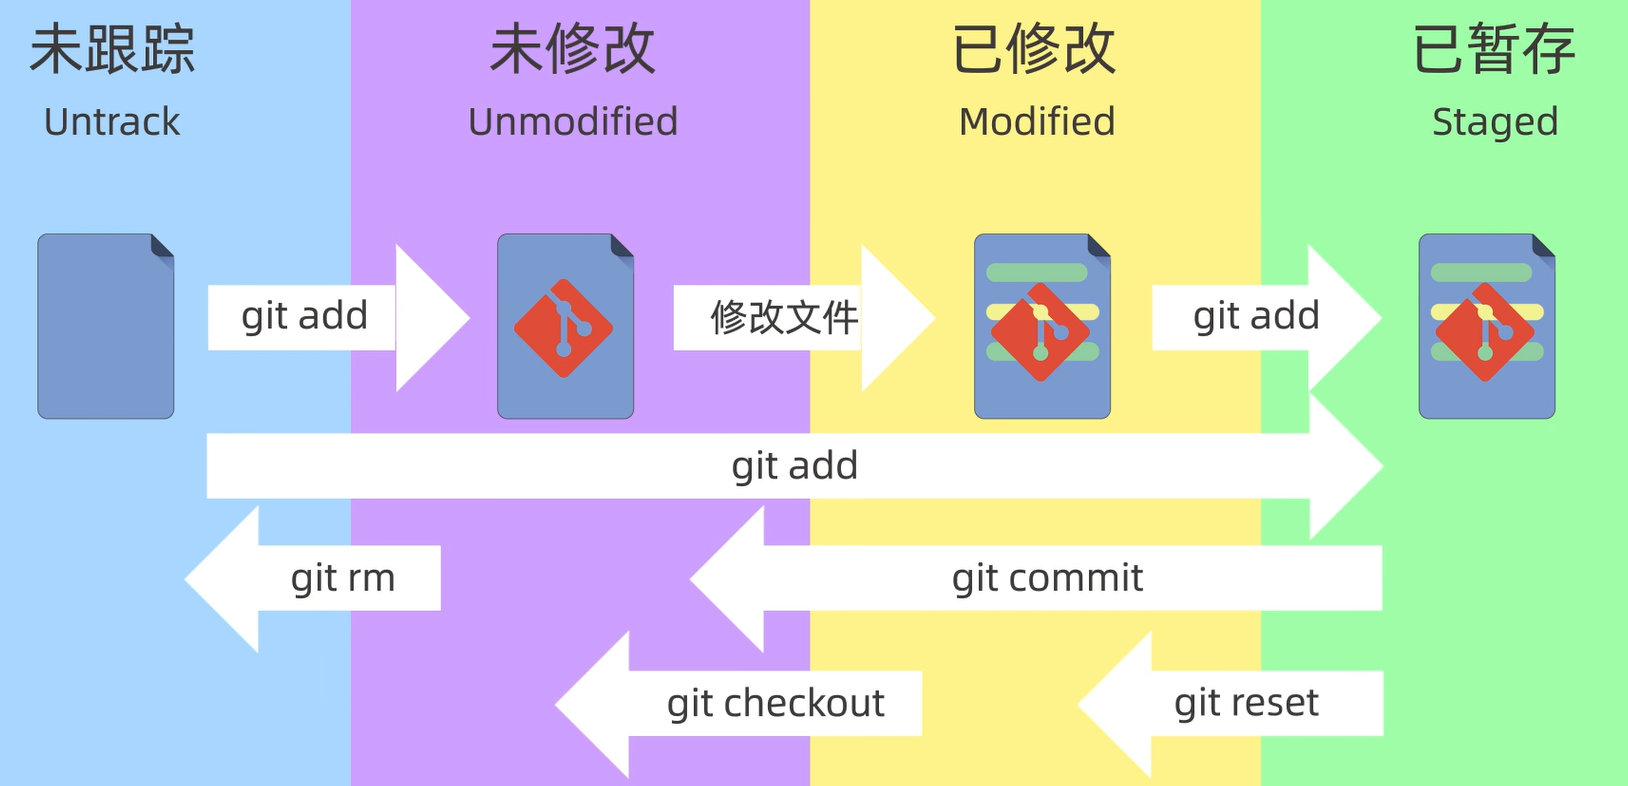 未跟踪
Untrack
未修改
Unmodified
已修改
Modified
已暂存
Staged
git add
修改文件
git add
git add
git rm
git commit
git checkout
git reset